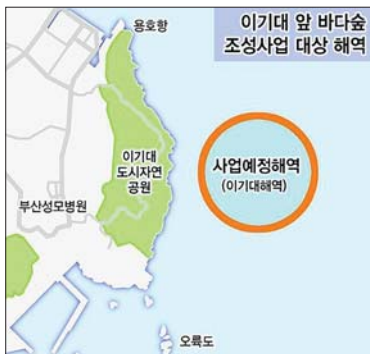 이기대 앞 바다숲
조성사업 대상 해역
용호항
이기대
도시자연
공원
사업예정해역
(이기대해역)
부산성모병원
오륙도